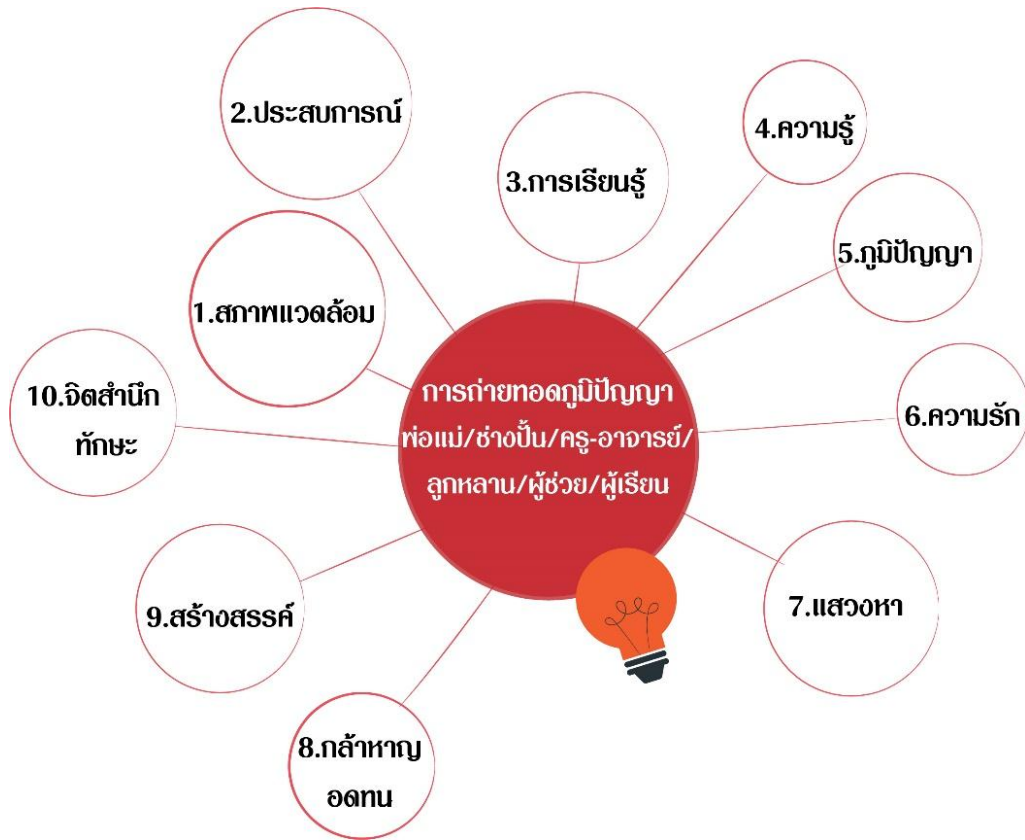 2.ประสบการณ์
4.ความรู้
3.การเรียนรู้
5.ภูมิปัญญา
1.สภาพแวดล้อม
การถ่ายทอดภูมิปัญญา
พ่อแม่/ช่างปั้น/ครู-อาจารย์/
ลูกหลาน/ผู้ช่วย/ผู้เรียน
10.จิตสำนึก
ทักษะ
6.ความรัก
7.แสวงหา
9.สร้างสรรค์
8.กล้าหาญ
อดทน